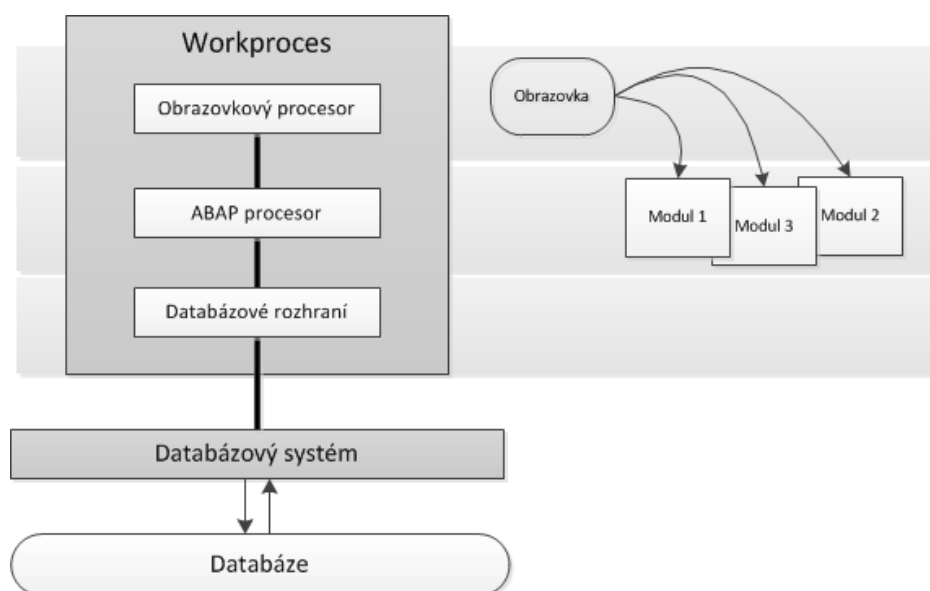 Workproces
Obrazovkový procesor
Obrazovka
ABAP procesor
Modul 1
Modul 3
Modul 2
Databázové rozhraní
Databázový systém
Databáze